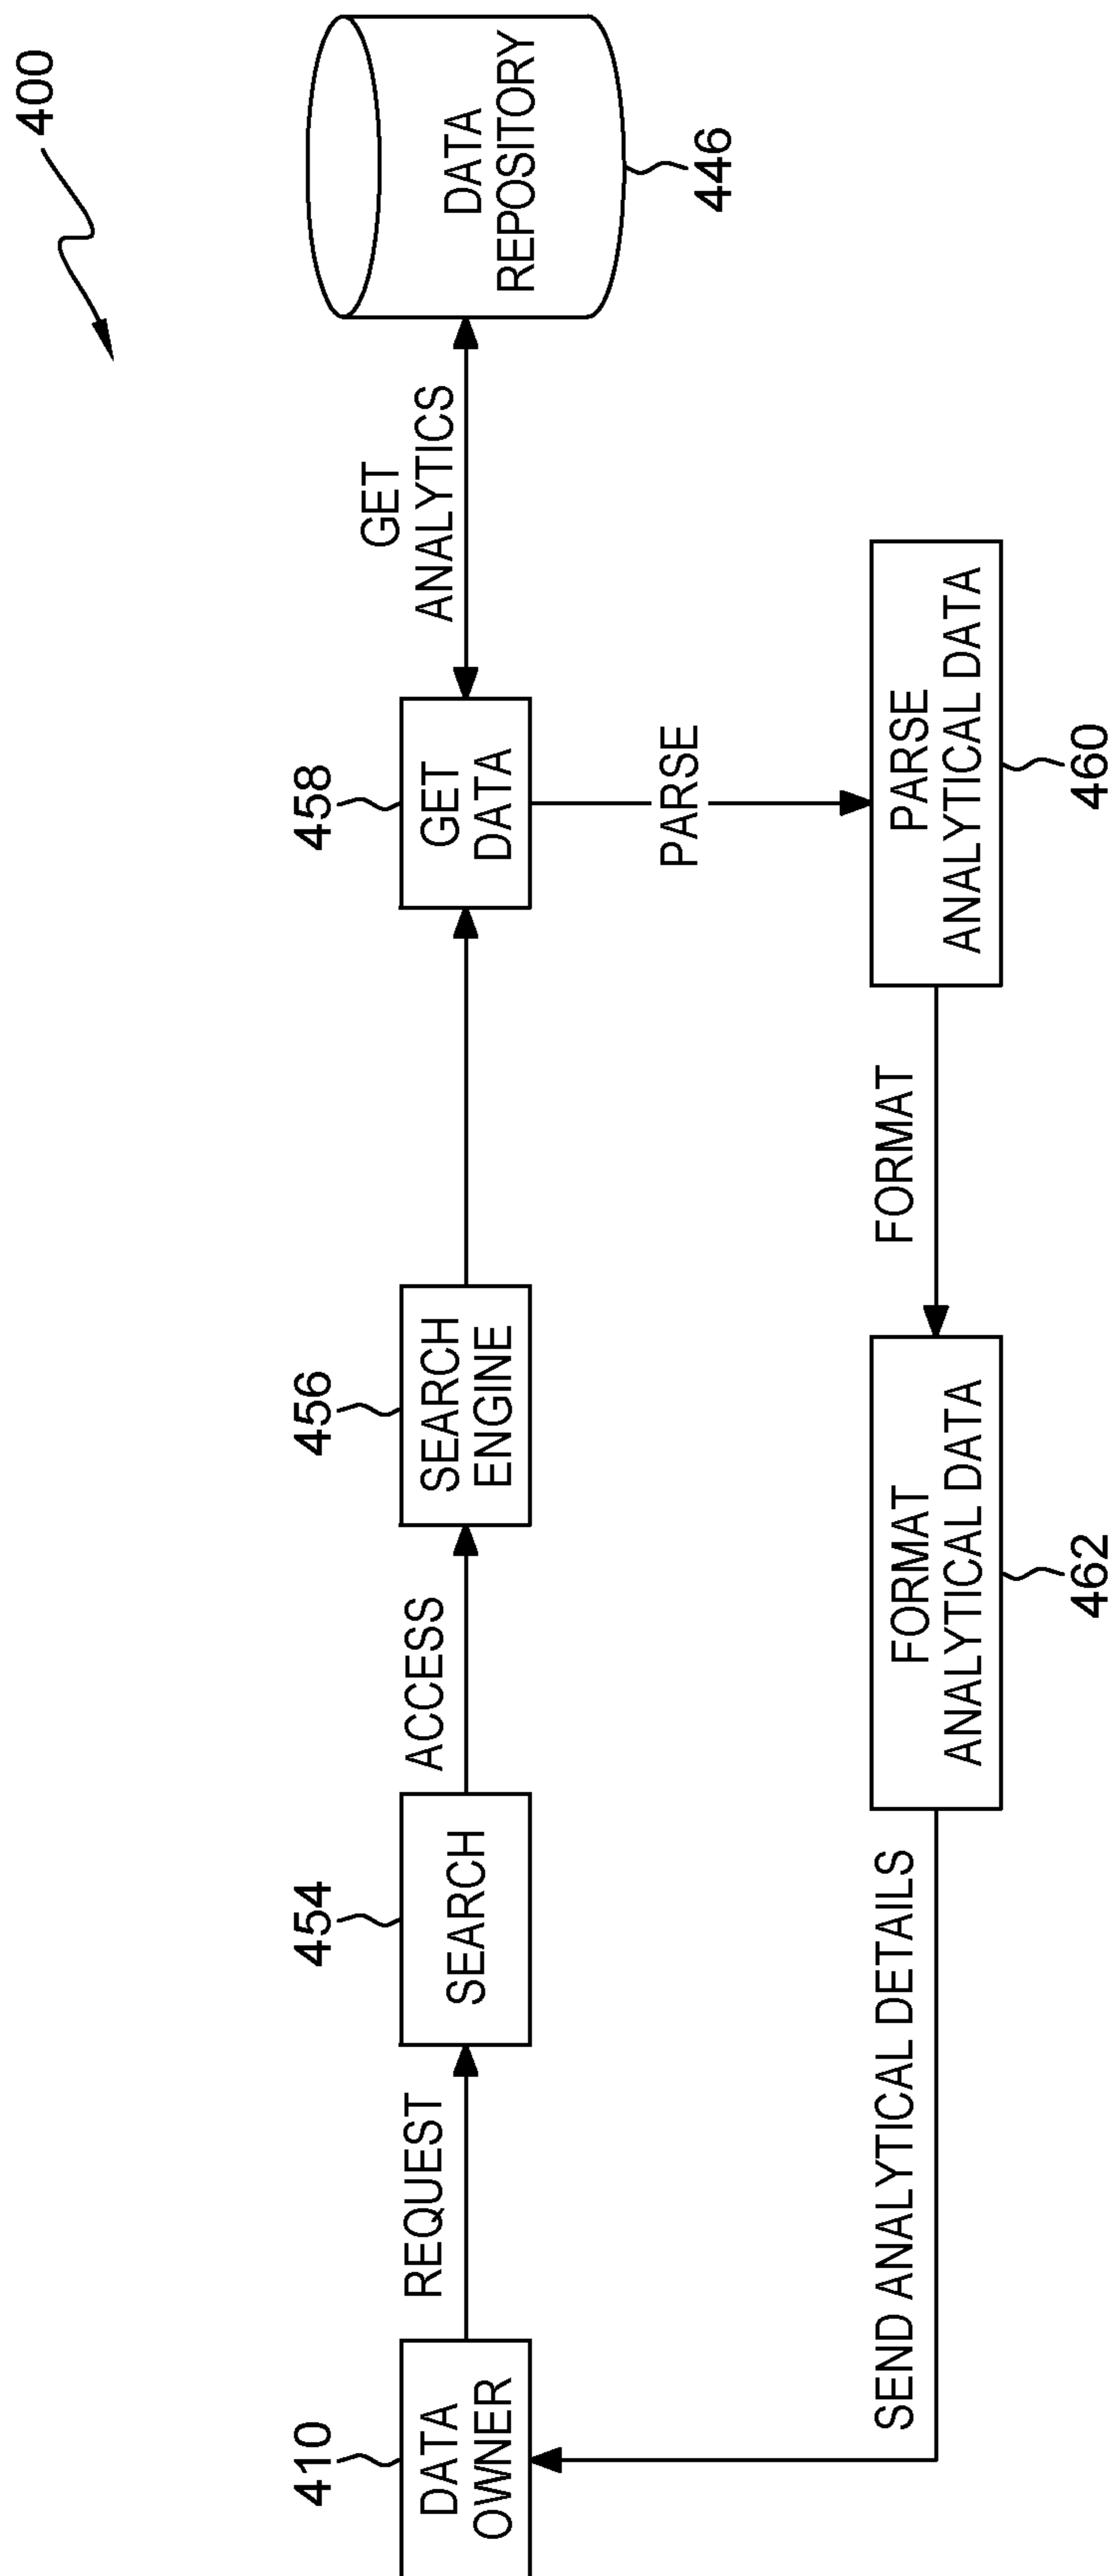 400
410
DATA
OWNER
REQUEST
454
SEARCH
ACCESS
456
SEARCH
ENGINE
458
GET
DATA
GET
ANALYTICS
DATA
REPOSITORY
446
PARSE
PARSE
ANALYTICAL DATA
460
FORMAT
FORMAT
ANALYTICAL DATA
462
SEND ANALYTICAL DETAILS